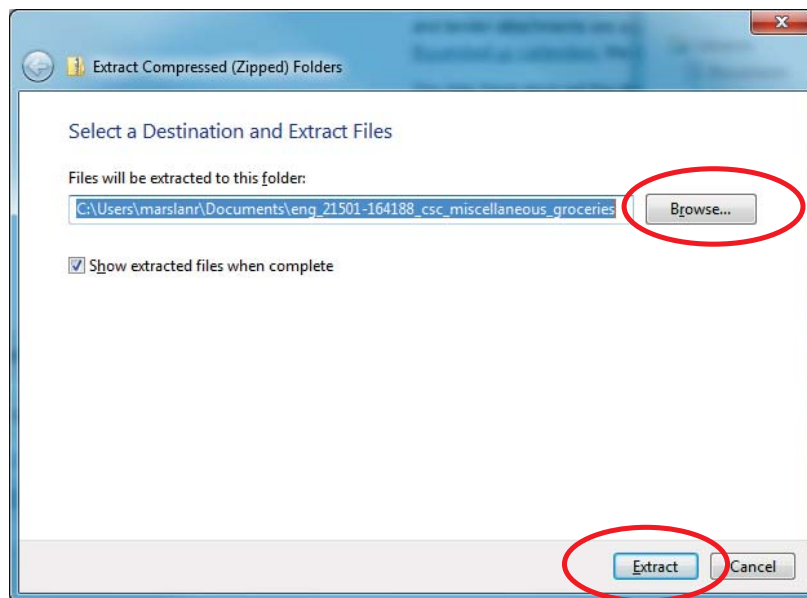 Extract Compressed (Zipped) Folders
Select a Destination and Extract Files
Files will be extracted to this folder:
C:\Users\marslanr\Documents\eng_21501-164188_csc_miscellaneous_groceries
Browse...
Show extracted files when complete
Extract
Cancel